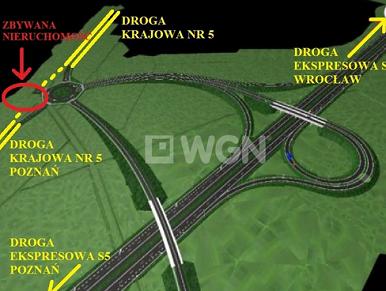 ZBYWANA
NIERUCHOMOŚĆ
DROGA
KRAJOWA NR 5
DROGA
EKSPRESOWA S
WROCŁAW
WGN
DROGA
KRAJOWA NR 5
POZNAŃ
DROGA
EKSPRESOWA S5
POZNAŃ